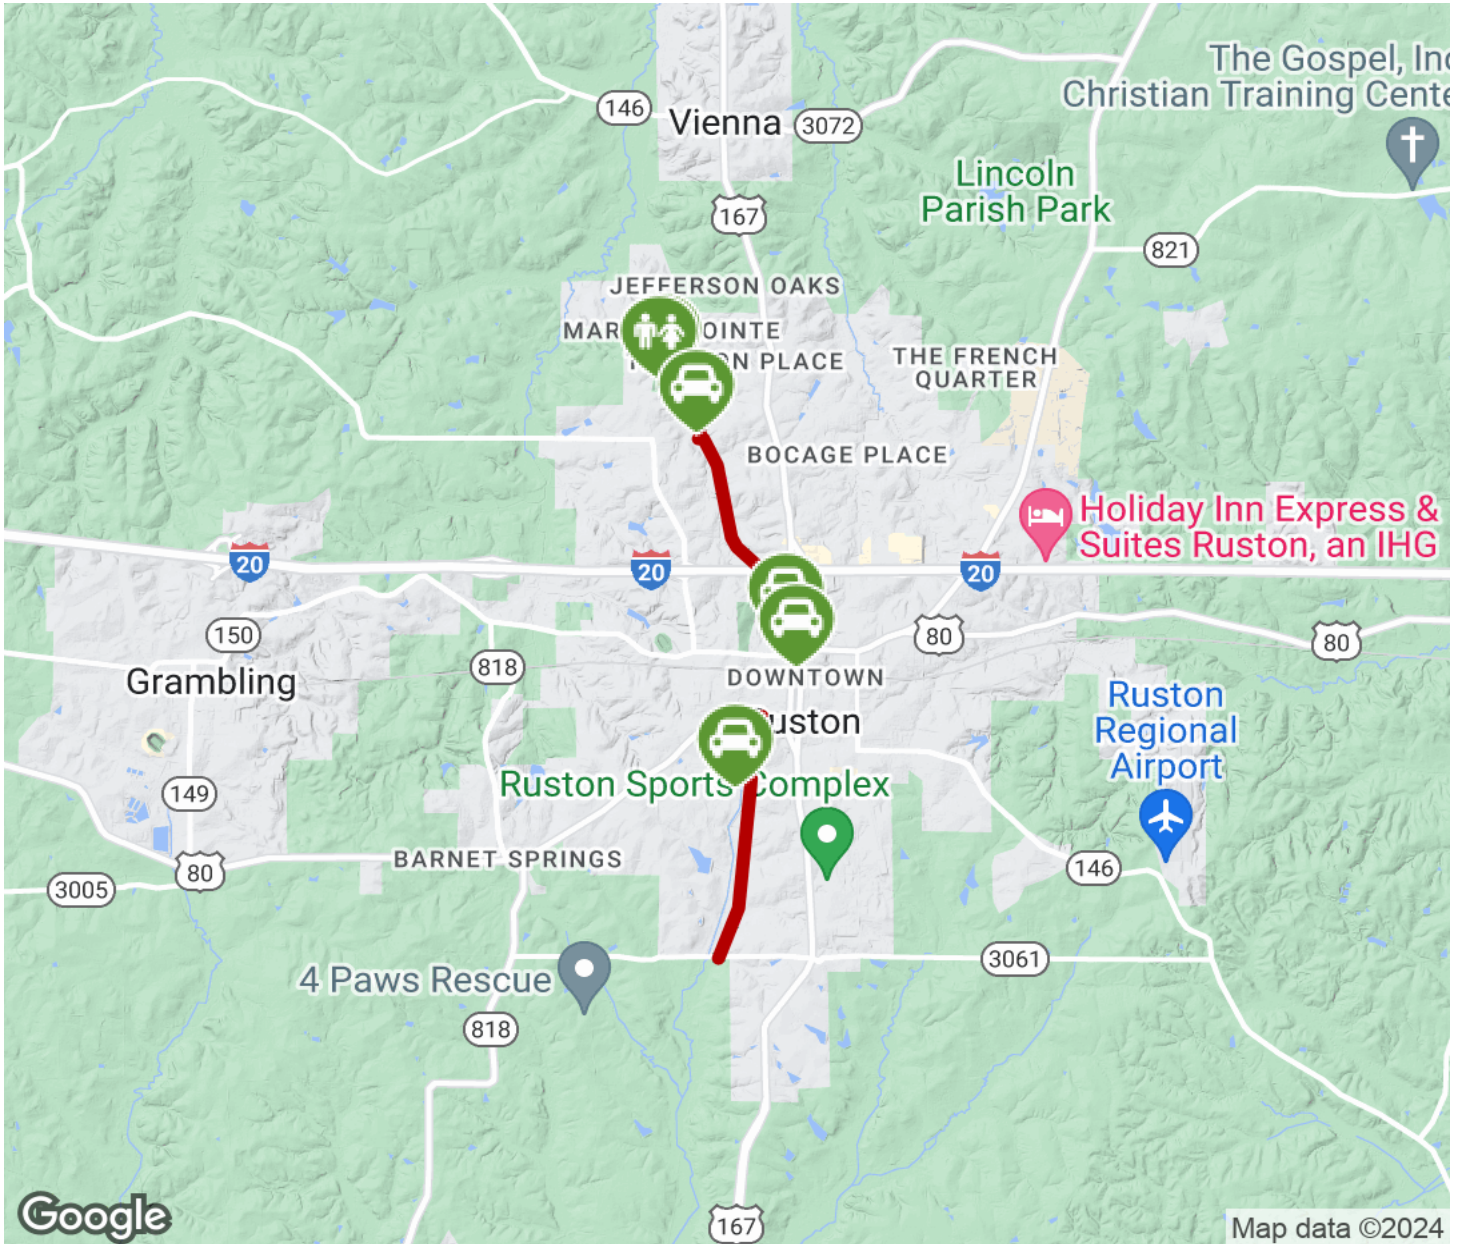 The Gospel, Inc
Christian Training Cente
146
Vienna
3072
Lincoln
Parish Park
167
821
JEFFERSON OAKS
MAR OINTE
ON PLACE
THE FRENCH
QUARTER
BOCAGE PLACE
Holiday Inn Express &
Suites Ruston, an IHG
20
20
20
150
80
80
818
Grambling
DOWNTOWN
Ruston
Regional
Airport
uston
Ruston Sports Complex
149
BARNET SPRINGS
146
80
3005
4 Paws Rescue
3061
818
167
Google
Map data ©2024